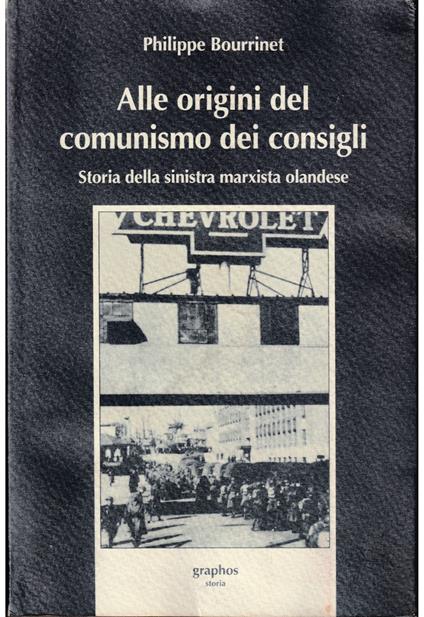 Philippe Bourrinet
Alle origini del
comunismo dei consigli
Storia della sinistra marxista olandese
CHEVROLET
graphos
storia